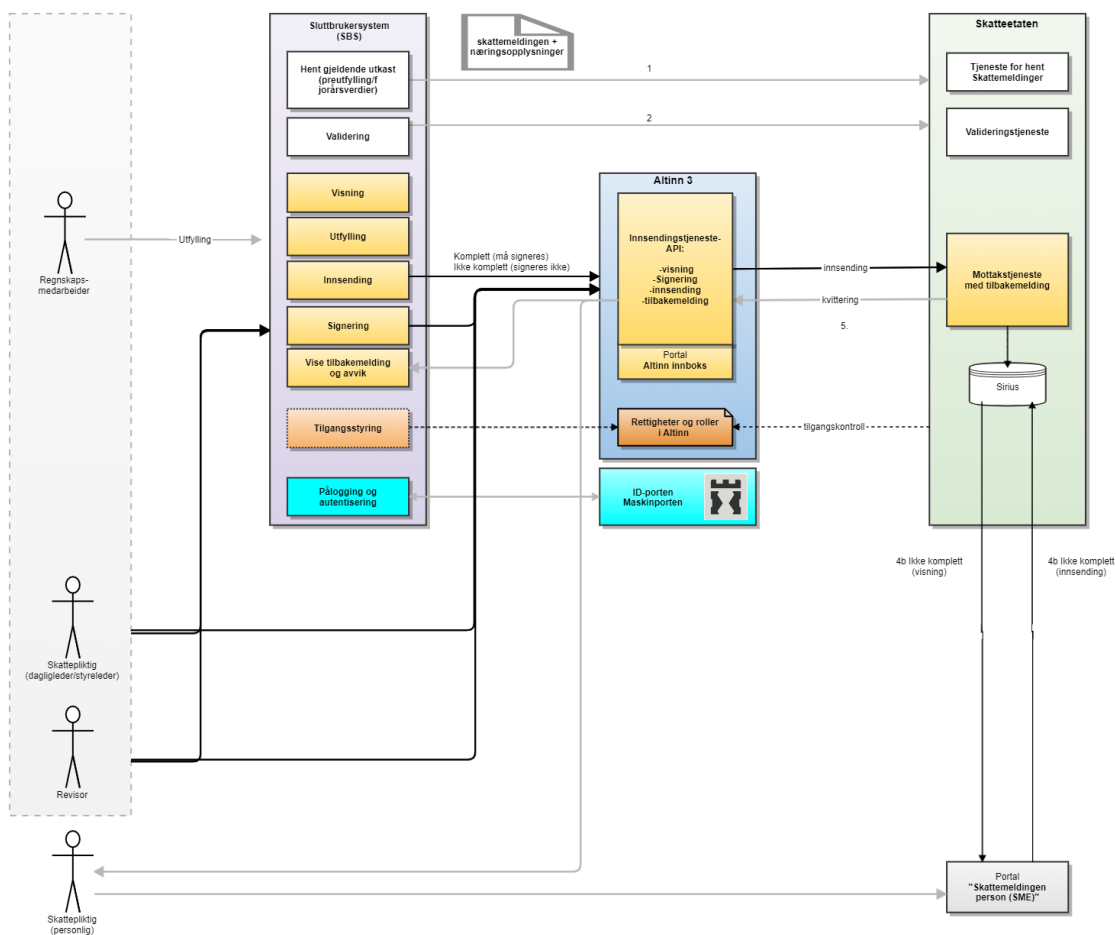 Sluttbrukersystem
(SBS)
skattemeldingen +
næringsopplysninger
Skatteetaten
Hent gjeldende utkast
(preutfylling/f
jorårsverdier)
1
Tjeneste for hent
Skattemeldinger
Validering
2
Valideringstjeneste
Visning
Utfylling
Innsending
Signering
Vise tilbakemelding
og avvik
Tilgangsstyring
Pålogging og
autentisering
Regnskaps-
medarbeider
Utfylling
Komplett (må signeres)
Ikke komplett (signeres ikke)
Altinn 3
Innsendingstjeneste-
API:
-visning
-Signering
-innsending
-tilbakemelding
Portal
Altinn innboks
Rettigheter og roller
i Altinn
ID-porten
Maskinporten
innsending
kvittering
5.
tilgangskontroll
Mottakstjeneste
med tilbakemelding
Sirius
4b Ikke komplett
(visning)
4b Ikke komplett
(innsending)
Skattepliktig
(dagligleder/styreleder)
Revisor
Skattepliktig
(personlig)
Portal
"Skattemeldingen
person (SME)"